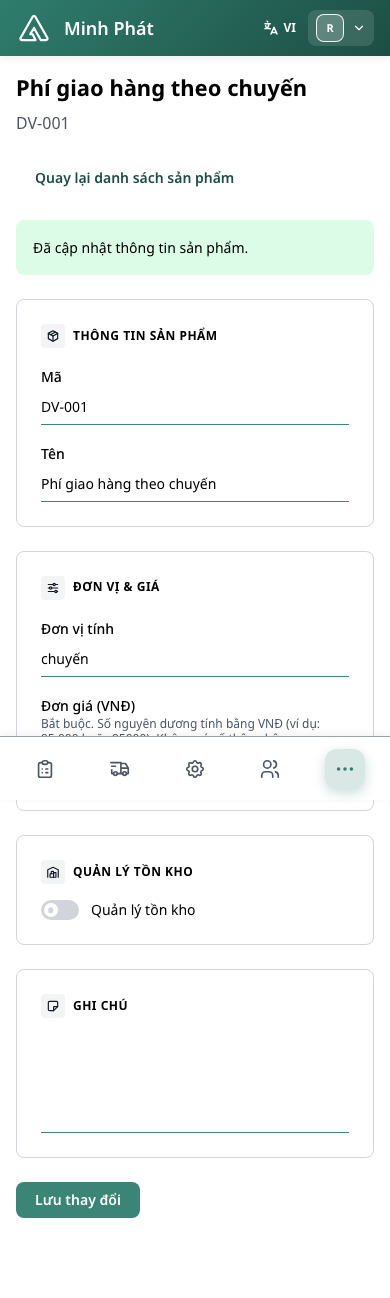 Minh Phát
VI
R
Phí giao hàng theo chuyến
DV-001
Quay lại danh sách sản phẩm
Đã cập nhật thông tin sản phẩm.
THÔNG TIN SẢN PHẨM
Mã
DV-001
Tên
Phí giao hàng theo chuyến
ĐƠN VỊ & GIÁ
Đơn vị tính
chuyến
Đơn giá (VNĐ)
Bắt buộc. Số nguyên dương tính bằng VNĐ (ví dụ:
QUẢN LÝ TỒN KHO
Quản lý tồn kho
GHI CHÚ
Lưu thay đổi